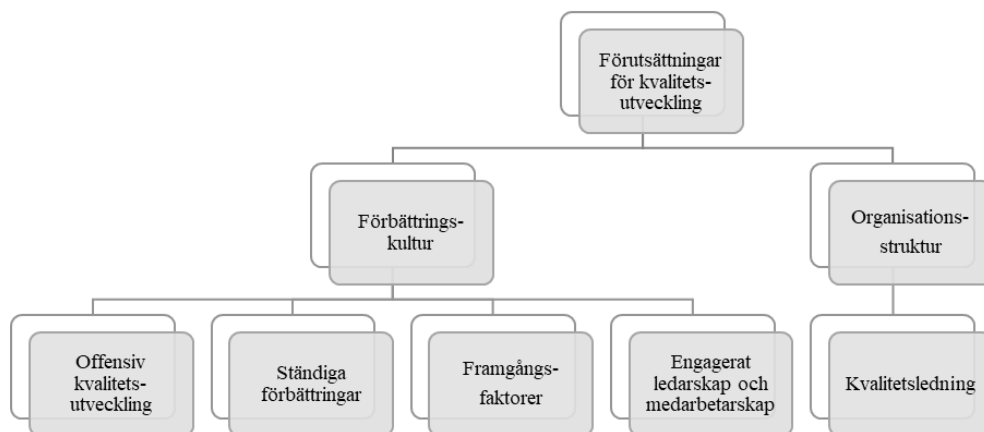 Förutsättningar
för kvalitets-
utveckling
Förbättrings-
kultur
Organisations-
struktur
Offensiv
kvalitets-
utveckling
Ständiga
förbättringar
Framgångs-
faktorer
Engagerat
ledarskap och
medarbetarskap
Kvalitetsledning